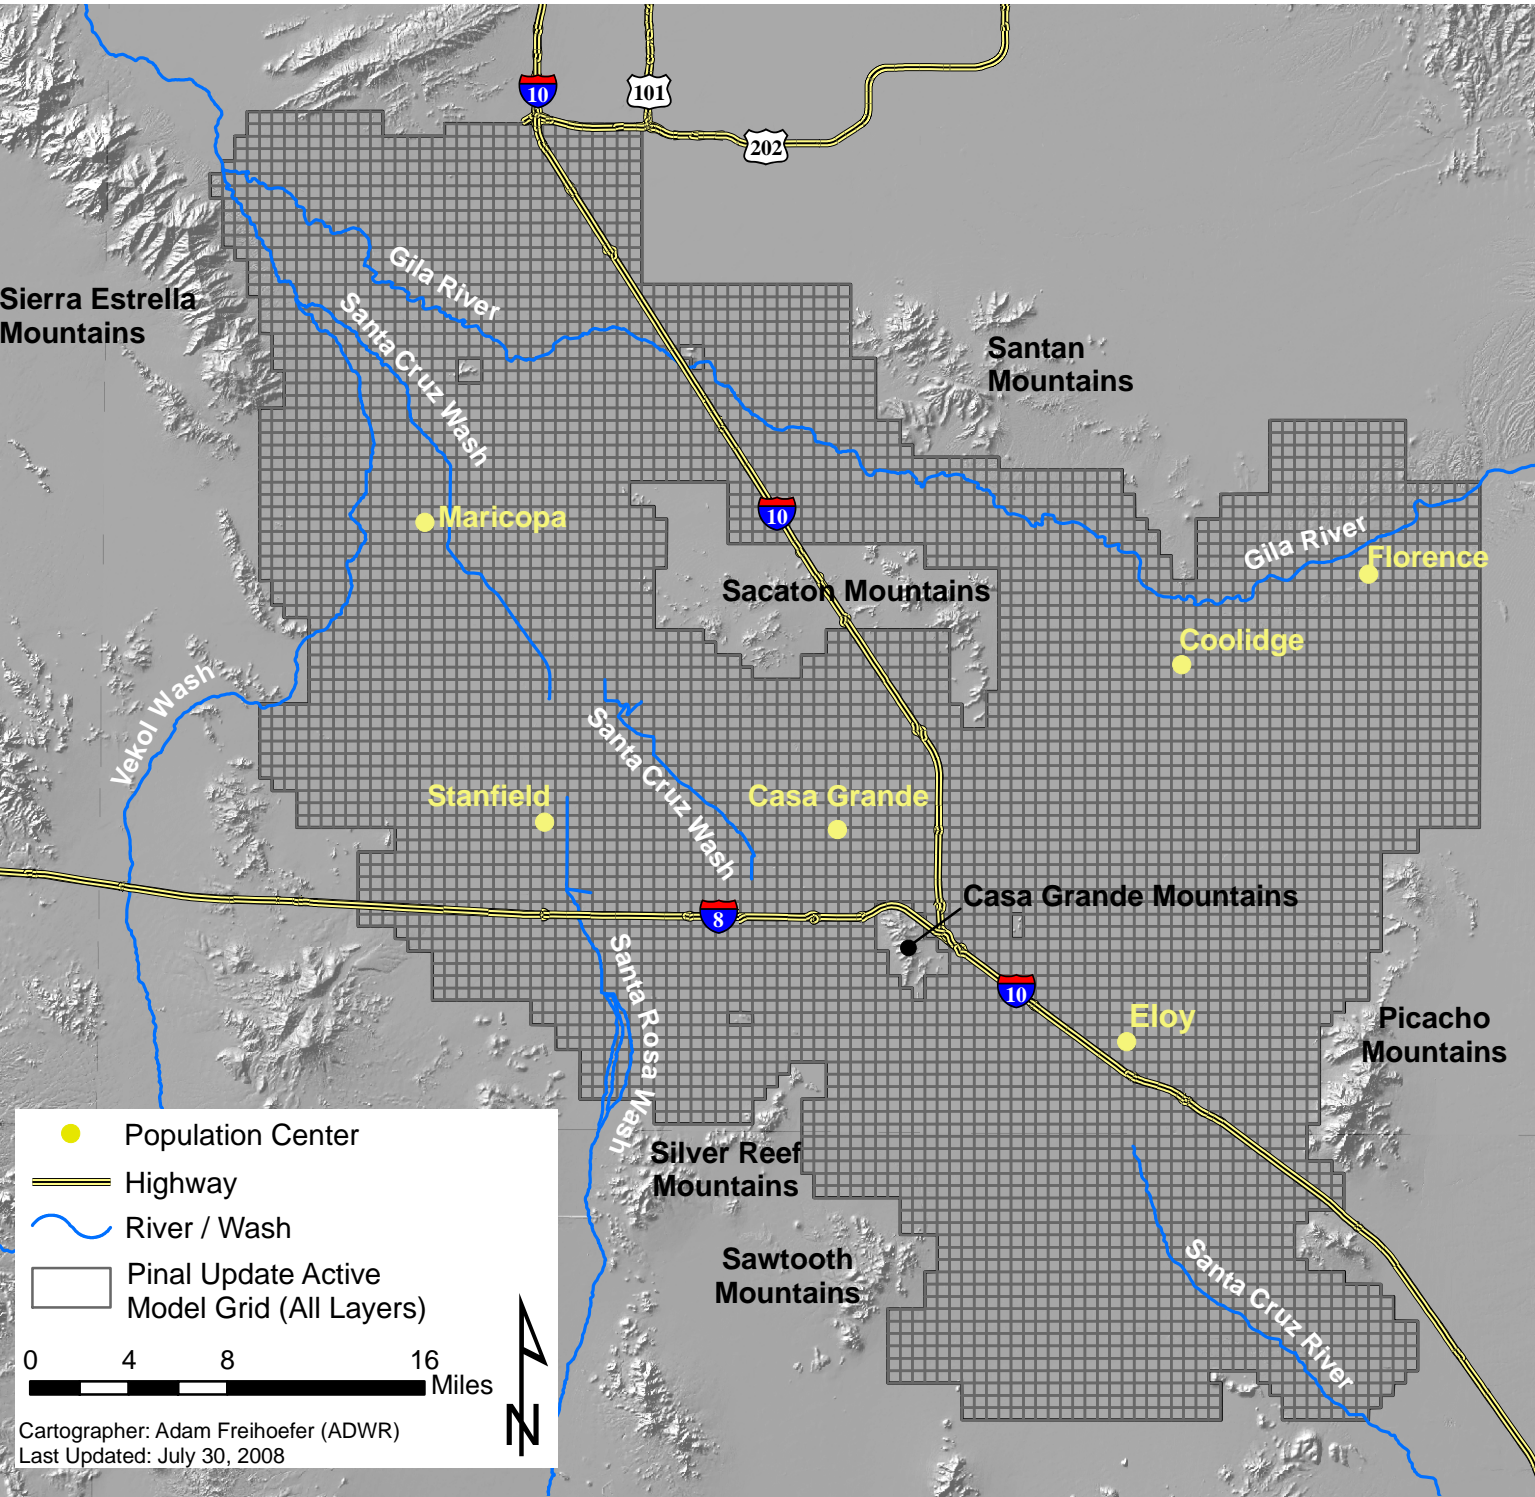 10
101
202
Gila River
Sierra Estrella
Mountains
Santa Cruz Wash
Santan
Mountains
Maricopa
10
Gila River
Florence
Sacaton Mountains
Coolidge
Vekol Wash
Santa Cruz Wash
Stanfield
Casa Grande
Casa Grande Mountains
8
Santa Rosa Wash
10
Eloy
Picacho
Mountains
Silver Reef
Mountains
Sawtooth
Mountains
Santa Cruz River
Population Center
Highway
River / Wash
Pinal Update Active
Model Grid (All Layers)
0 4 8 16
Miles
N
Cartographer: Adam Freihoefer (ADWR)
Last Updated: July 30, 2008